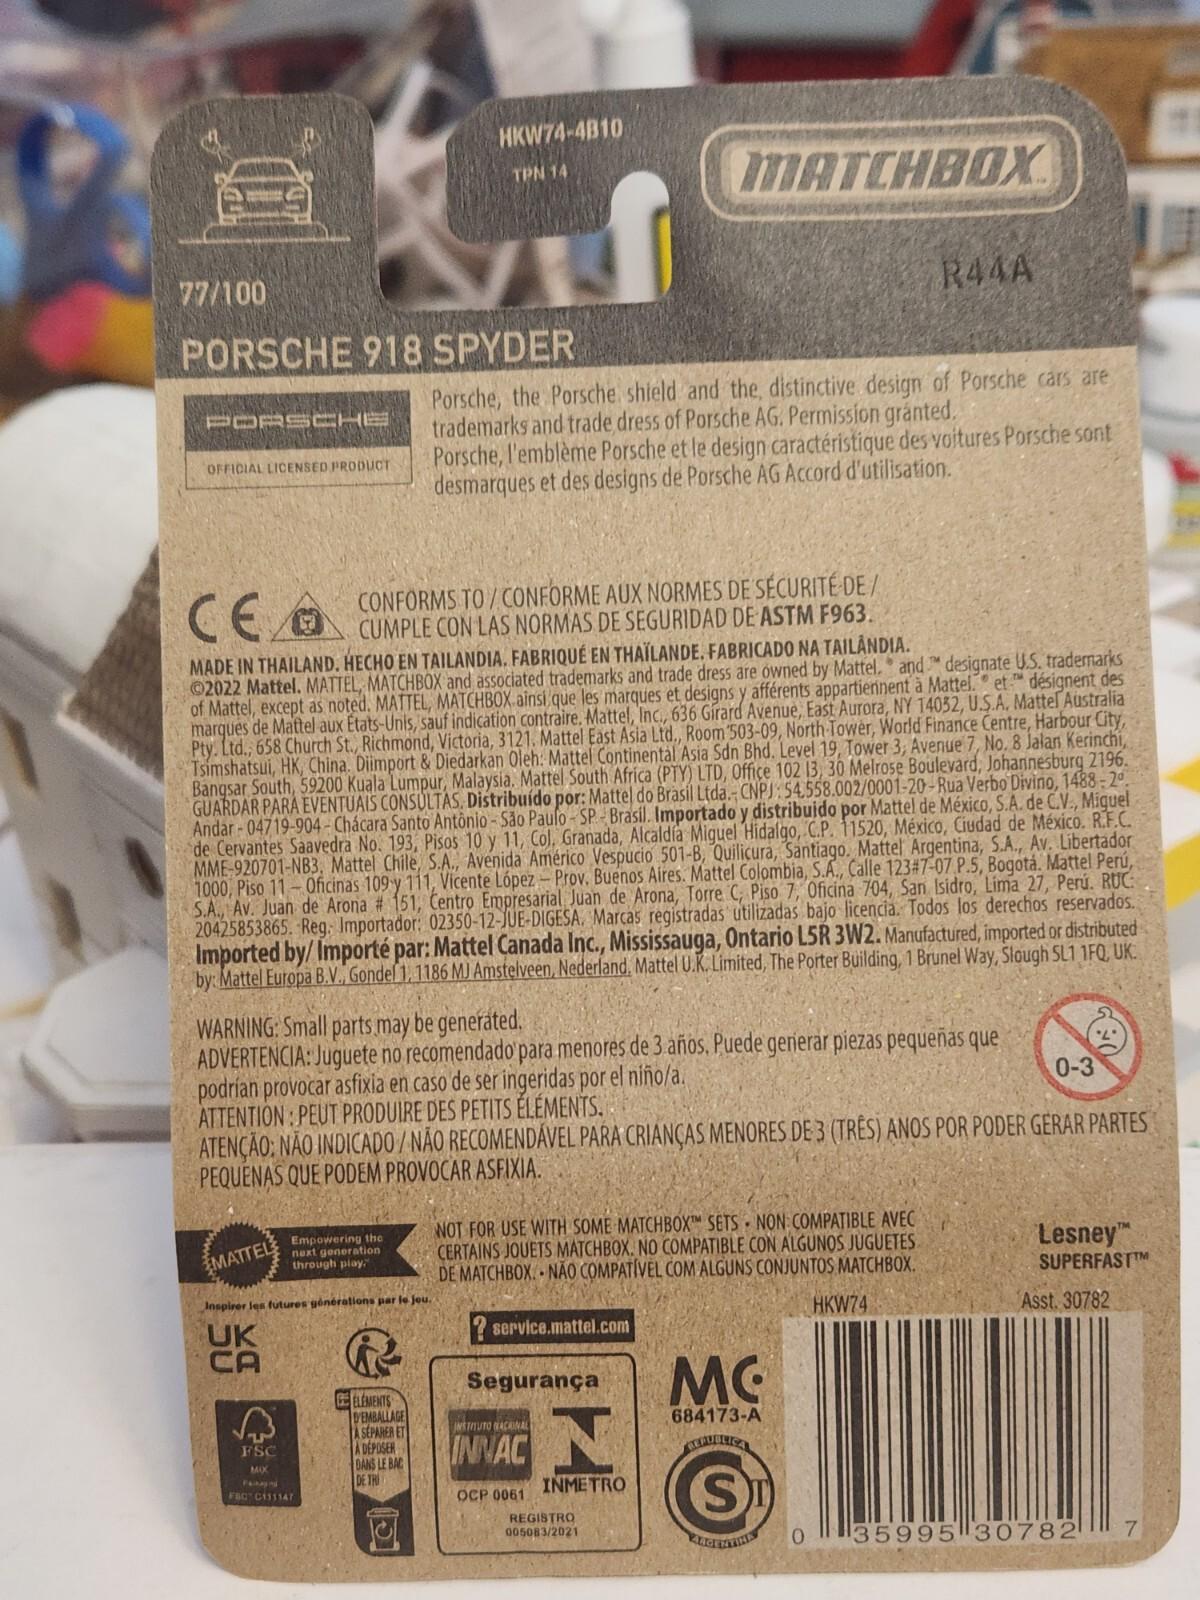 HKW74-4B10
TPN 14
MATCHBOX™
R44A
77/100
PORSCHE 918 SPYDER
PORSCHE
OFFICIAL LICENSED PRODUCT
Porsche, the Porsche shield and the distinctive design of Porsche cars are
trademarks and trade dress of Porsche AG. Permission granted.
Porsche, l'emblème Porsche et le design caractéristique des voitures Porsche sont
desmarques et des designs de Porsche AG Accord d'utilisation.
CE
CONFORMS TO / CONFORME AUX NORMES DE SÉCURITÉ DE /
CUMPLE CON LAS NORMAS DE SEGURIDAD DE ASTM F963.
MADE IN THAILAND. HECHO EN TAILANDIA. FABRIQUÉ EN THAÏLANDE. FABRICADO NA TAILÂNDIA.
©2022 Mattel. MATTEL, MATCHBOX and associated trademarks and trade dress are owned by Mattel. ® and ™ designate U.S. trademarks
of Mattel, except as noted. MATTEL, MATCHBOX ainsi que les marques et designs y afférents appartiennent à Mattel. ® et ™ désignent des
marques de Mattel aux États-Unis, sauf indication contraire. Mattel, Inc., 636 Girard Avenue, East Aurora, NY 14052, U.S.A. Mattel Australia
Pty. Ltd., 658 Church St., Richmond, Victoria, 3121. Mattel East Asia Ltd., Room 503-09, North Tower, World Finance Centre, Harbour City,
Tsimshatsui, HK, China. Diimport & Diedarkan Oleh: Mattel Continental Asia Sdn Bhd. Level 19, Tower 3, Avenue 7, No. 8 Jalan Kerinchi,
Bangsar South, 59200 Kuala Lumpur, Malaysia. Mattel South Africa (PTY) LTD, Office 102 I3, 30 Melrose Boulevard, Johannesburg 2196.
GUARDAR PARA EVENTUAIS CONSULTAS. Distribuído por: Mattel do Brasil Ltda.- CNPJ : 54.558.002/0001-20 - Rua Verbo Divino, 1488 - 2º.
Andar - 04719-904 - Chácara Santo Antônio - São Paulo - SP - Brasil. Importado y distribuido por Mattel de México, S.A. de C.V., Miguel
de Cervantes Saavedra No. 193, Pisos 10 y 11, Col. Granada, Alcaldía Miguel Hidalgo, C.P. 11520, México, Ciudad de México. R.F.C.
MME-920701-NB3. Mattel Chile, S.A., Avenida Américo Vespucio 501-B, Quilicura, Santiago. Mattel Argentina, S.A., Av. Libertador
1000, Piso 11 – Oficinas 109 y 111, Vicente López – Prov. Buenos Aires. Mattel Colombia, S.A., Calle 123#7-07 P.5, Bogotá. Mattel Perú,
S.A., Av. Juan de Arona # 151, Centro Empresarial Juan de Arona, Torre C, Piso 7, Oficina 704, San Isidro, Lima 27, Perú. RUC:
20425853865. Reg. Importador: 02350-12-JUE-DIGESA. Marcas registradas utilizadas bajo licencia. Todos los derechos reservados.
Imported by/ Importé par: Mattel Canada Inc., Mississauga, Ontario L5R 3W2. Manufactured, imported or distributed
by: Mattel Europa B.V., Gondel 1, 1186 MJ Amstelveen, Nederland. Mattel U.K. Limited, The Porter Building, 1 Brunel Way, Slough SL1 1FQ, UK.
WARNING: Small parts may be generated.
ADVERTENCIA: Juguete no recomendado para menores de 3 años. Puede generar piezas pequeñas que
podrían provocar asfixia en caso de ser ingeridas por el niño/a.
ATTENTION : PEUT PRODUIRE DES PETITS ÉLÉMENTS.
ATENÇÃO: NÃO INDICADO / NÃO RECOMENDÁVEL PARA CRIANÇAS MENORES DE 3 (TRÊS) ANOS POR PODER GERAR PARTES
PEQUENAS QUE PODEM PROVOCAR ASFIXIA.
0-3
MATTEL
Empowering the
next generation
through play.™
Inspirer les futures générations par le jeu.
NOT FOR USE WITH SOME MATCHBOX™ SETS • NON COMPATIBLE AVEC
CERTAINS JOUETS MATCHBOX. NO COMPATIBLE CON ALGUNOS JUGUETES
DE MATCHBOX. • NÃO COMPATÍVEL COM ALGUNS CONJUNTOS MATCHBOX.
Lesney™
SUPERFAST™
HKW74
Asst. 30782
UK
CA
? service.mattel.com
FSC
MIX
Packaging
FSC® C111147
FR
ÉLÉMENTS
D'EMBALLAGE
À SÉPARER ET
À DÉPOSER
DANS LE BAC
DE TRI
Segurança
INSTITUTO NACIONAL
INNAC
OCP 0061
INMETRO
REGISTRO
005083/2021
MC
684173-A
REPUBLICA
S T
ARGENTINA
0 35995 30782 7